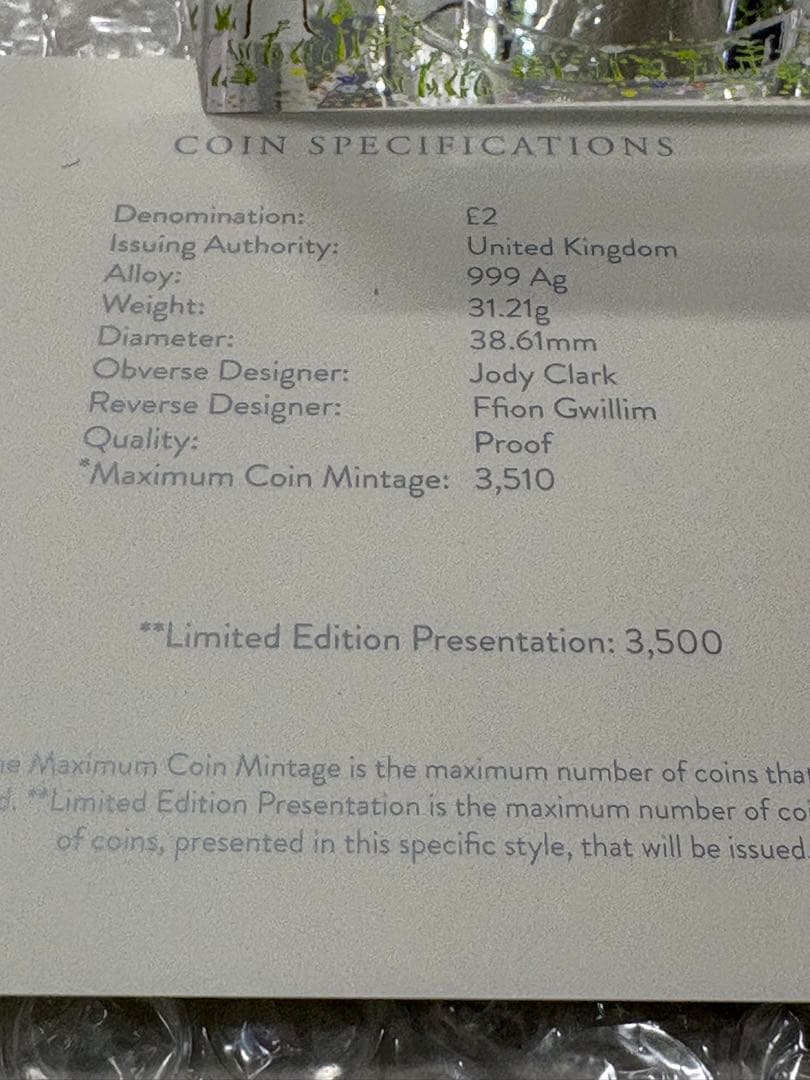 COIN SPECIFICATIONS
Denomination: £2
Issuing Authority: United Kingdom
Alloy: 999 Ag
Weight: 31.21g
Diameter: 38.61mm
Obverse Designer: Jody Clark
Reverse Designer: Ffion Gwillim
Quality: Proof
*Maximum Coin Mintage: 3,510
**Limited Edition Presentation: 3,500
Maximum Coin Mintage is the maximum number of coins
**Limited Edition Presentation is the maximum number of
of coins, presented in this specific style, that will be issued.